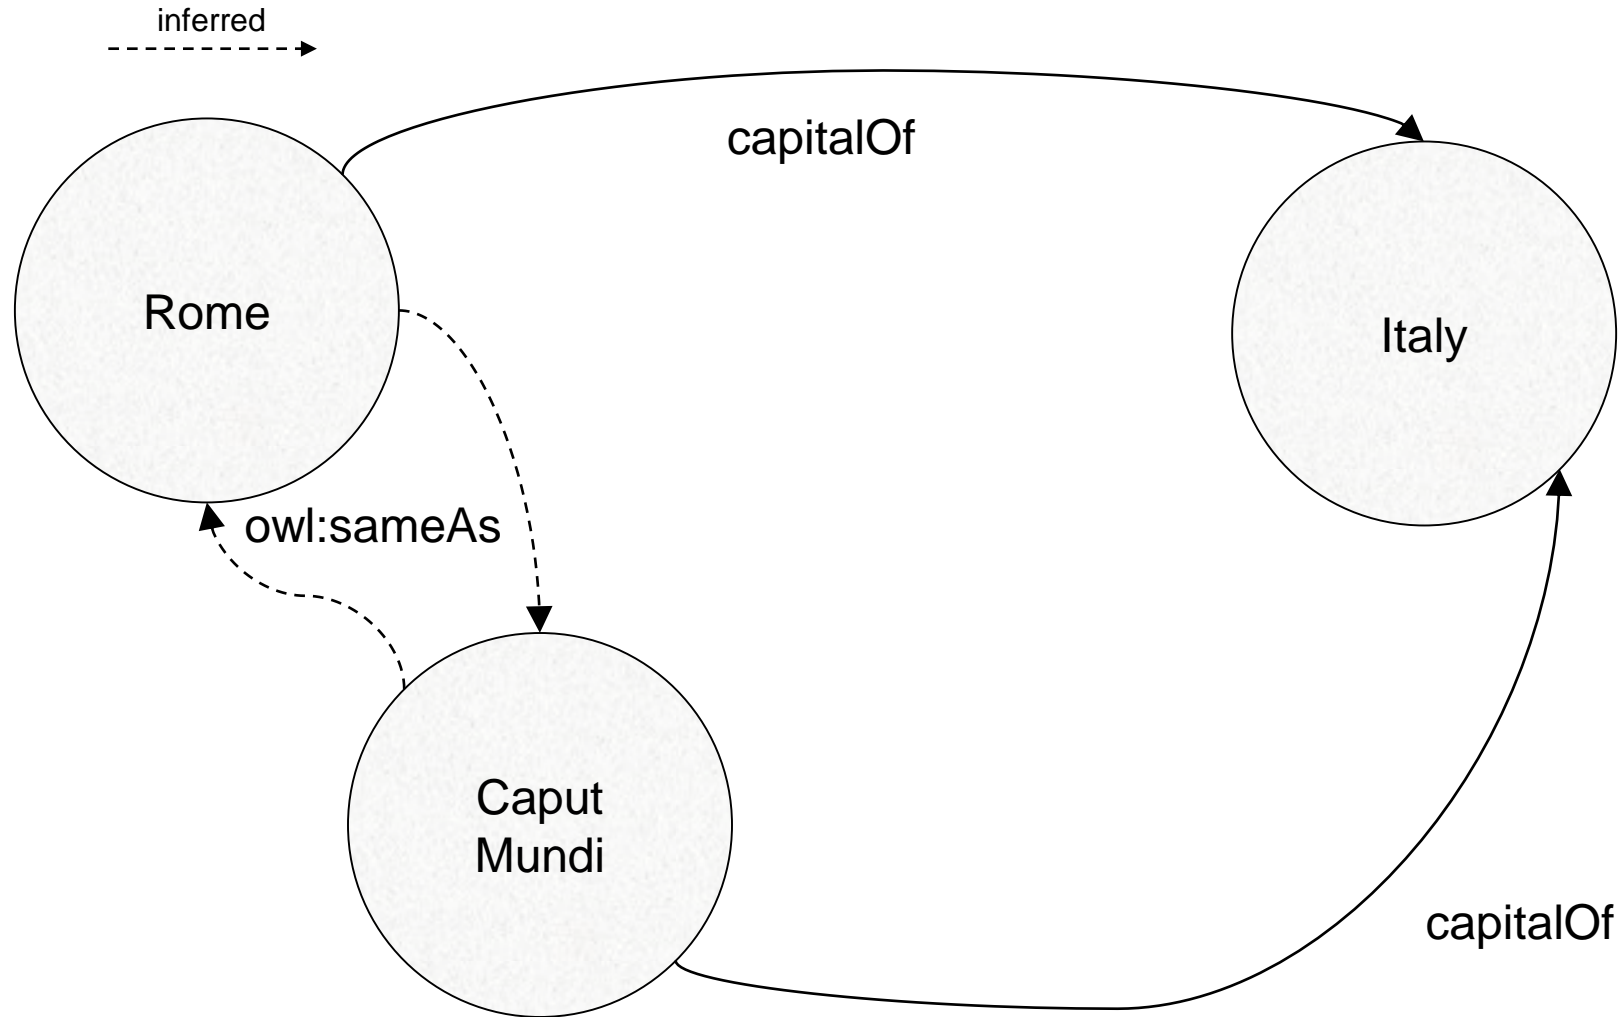 inferred
capitalOf
Rome
Italy
owl:sameAs
Caput
Mundi
capitalOf